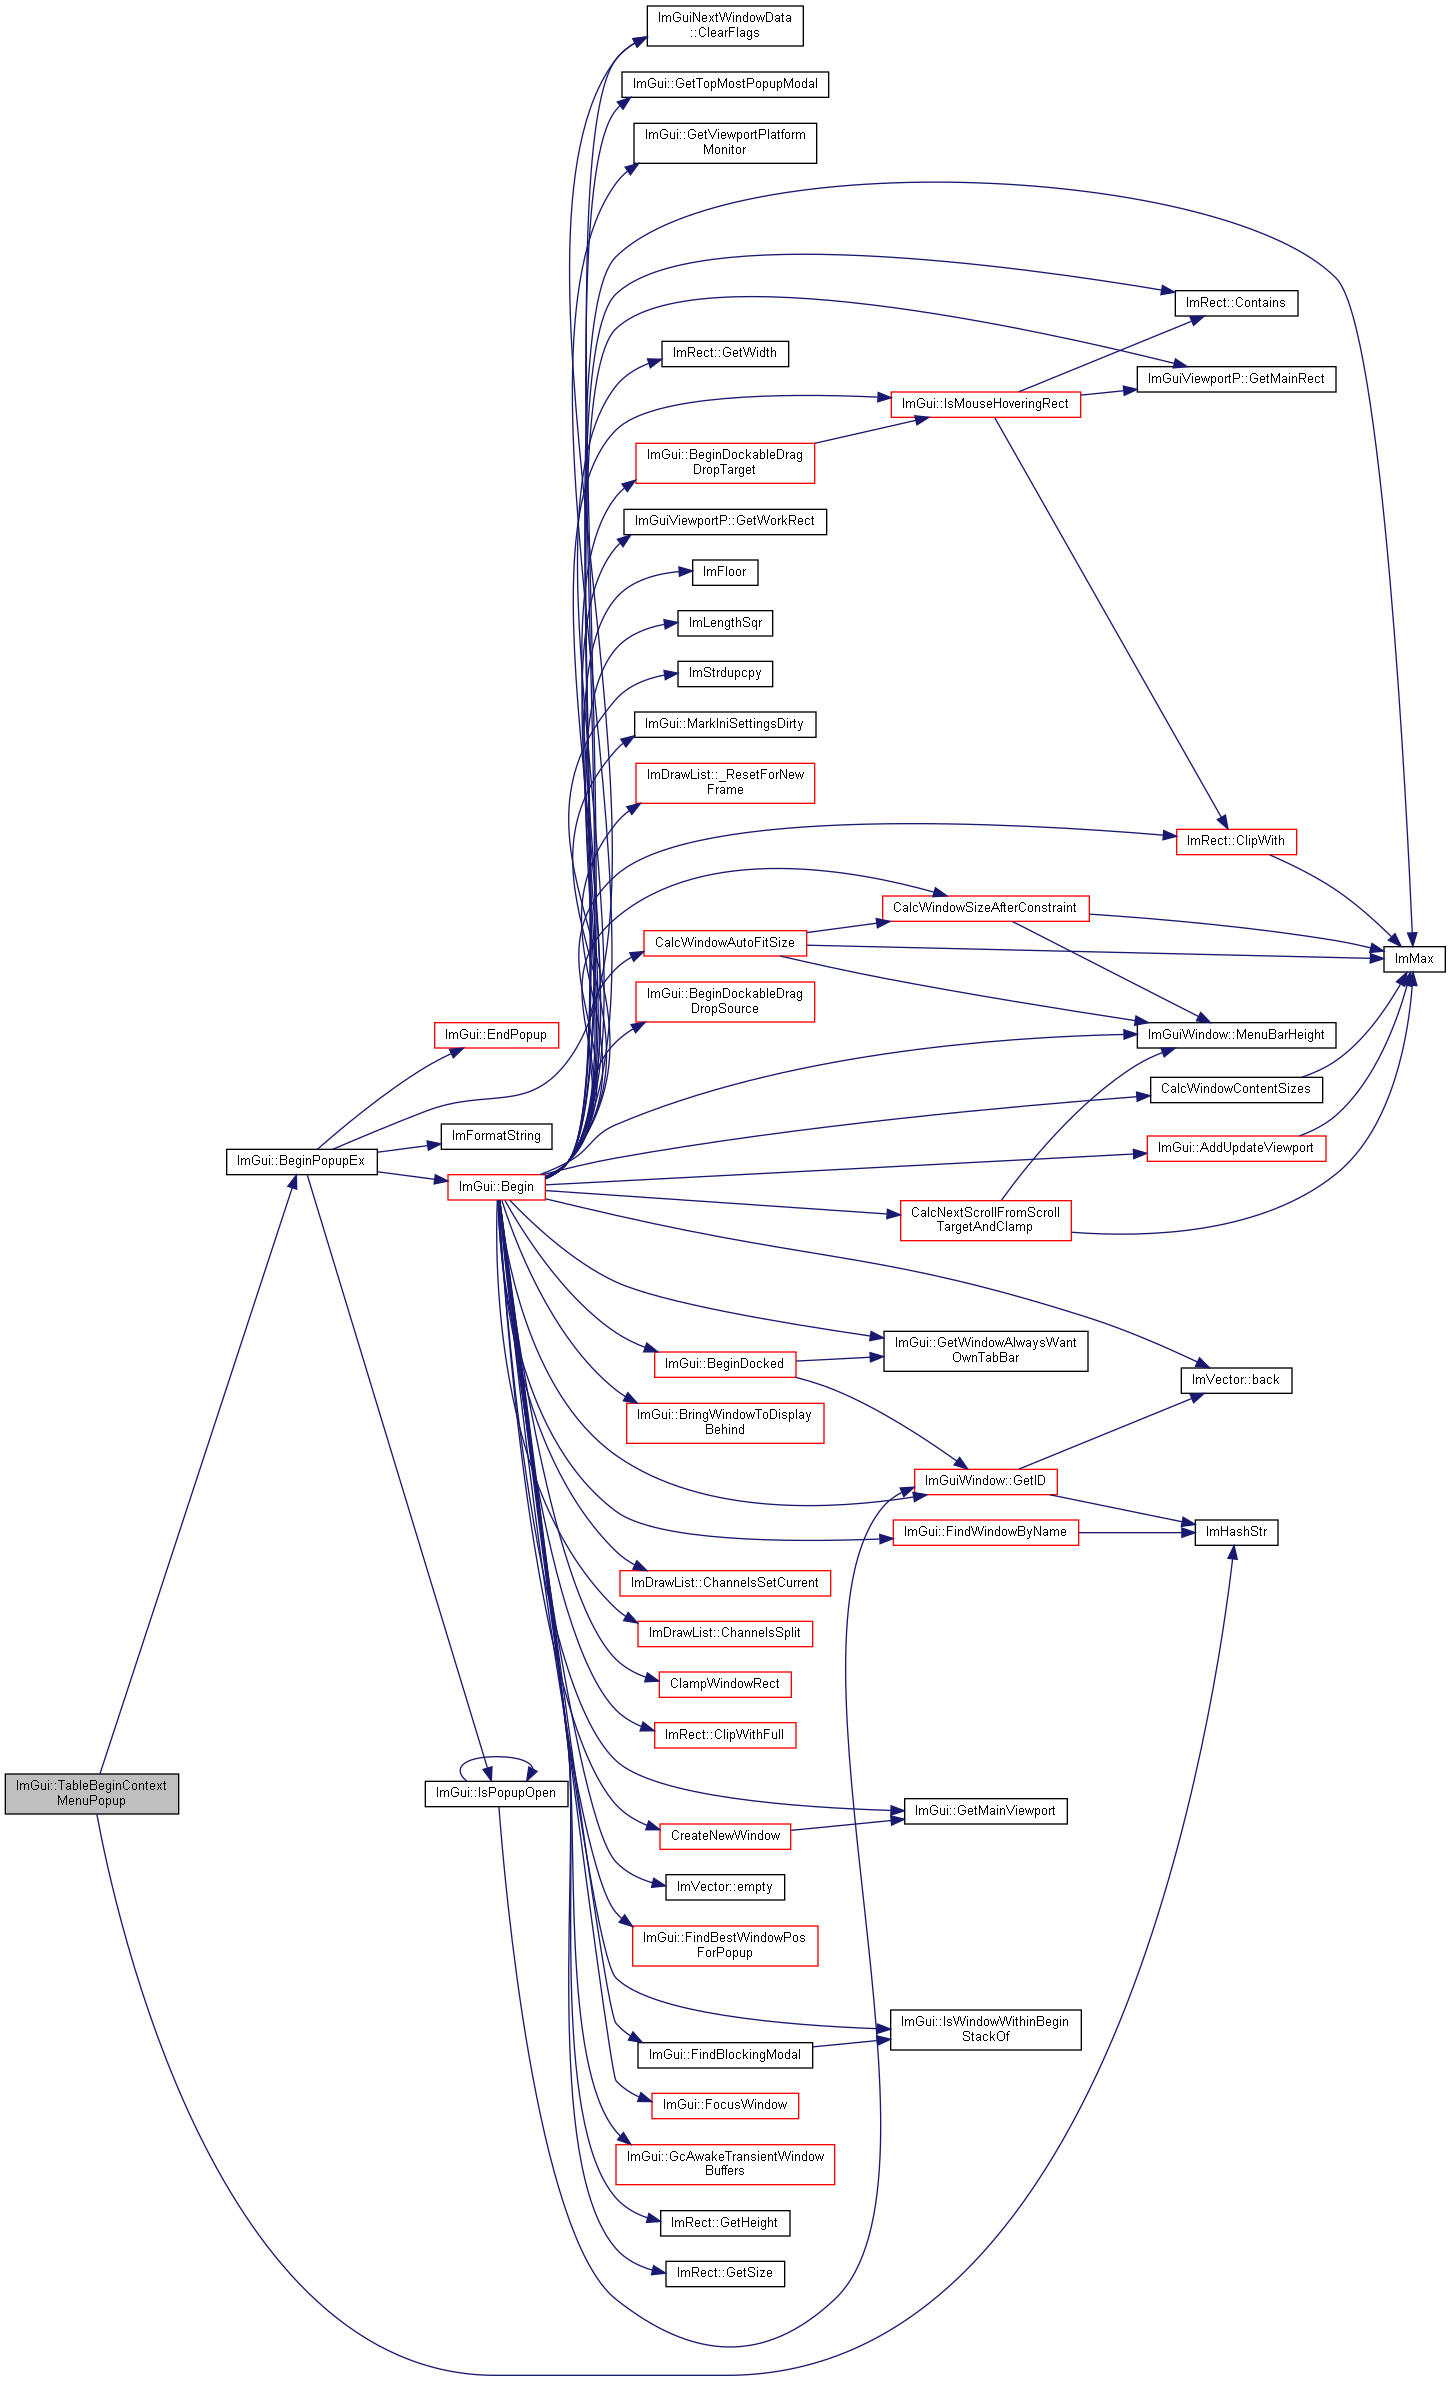 ImGuiNextWindowData
::ClearFlags
ImGui::GetTopMostPopupModal
ImGui::GetViewportPlatform
Monitor
ImRect::Contains
ImRect::GetWidth
ImGuiViewportP::GetMainRect
ImGui::IsMouseHoveringRect
ImGui::BeginDockableDrag
DropTarget
ImGuiViewportP::GetWorkRect
ImFloor
ImLengthSqr
ImStrdupcpy
ImGui::MarkIniSettingsDirty
ImDrawList::_ResetForNew
Frame
ImRect::ClipWith
CalcWindowSizeAfterConstraint
CalcWindowAutoFitSize
ImMax
ImGui::BeginDockableDrag
DropSource
ImGui::EndPopup
ImGuiWindow::MenuBarHeight
CalcWindowContentSizes
ImFormatString
ImGui::AddUpdateViewport
ImGui::BeginPopupEx
ImGui::Begin
CalcNextScrollFromScroll
TargetAndClamp
ImGui::GetWindowAlwaysWant
OwnTabBar
ImGui::BeginDocked
ImVector::back
ImGui::BringWindowToDisplay
Behind
ImGuiWindow::GetID
ImGui::FindWindowByName
ImHashStr
ImDrawList::ChannelsSetCurrent
ImDrawList::ChannelsSplit
ClampWindowRect
ImRect::ClipWithFull
ImGui::TableBeginContext
MenuPopup
ImGui::IsPopupOpen
ImGui::GetMainViewport
CreateNewWindow
ImVector::empty
ImGui::FindBestWindowPos
ForPopup
ImGui::IsWindowWithinBegin
StackOf
ImGui::FindBlockingModal
ImGui::FocusWindow
ImGui::GcAwakeTransientWindow
Buffers
ImRect::GetHeight
ImRect::GetSize